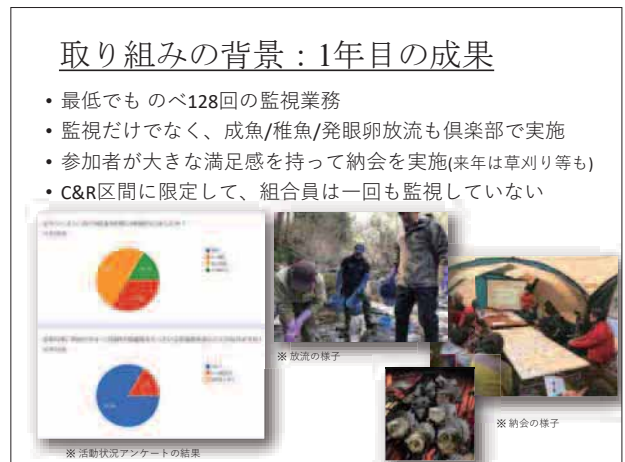 取り組みの背景：1年目の成果
• 最低でも のべ128回の監視業務
• 監視だけでなく、成魚/稚魚/発眼卵放流も倶楽部で実施
• 参加者が大きな満足感を持って納会を実施(来年は草刈り等も)
• C&R区間に限定して、組合員は一回も監視していない
※ 放流の様子
※ 納会の様子
※ 活動状況アンケートの結果